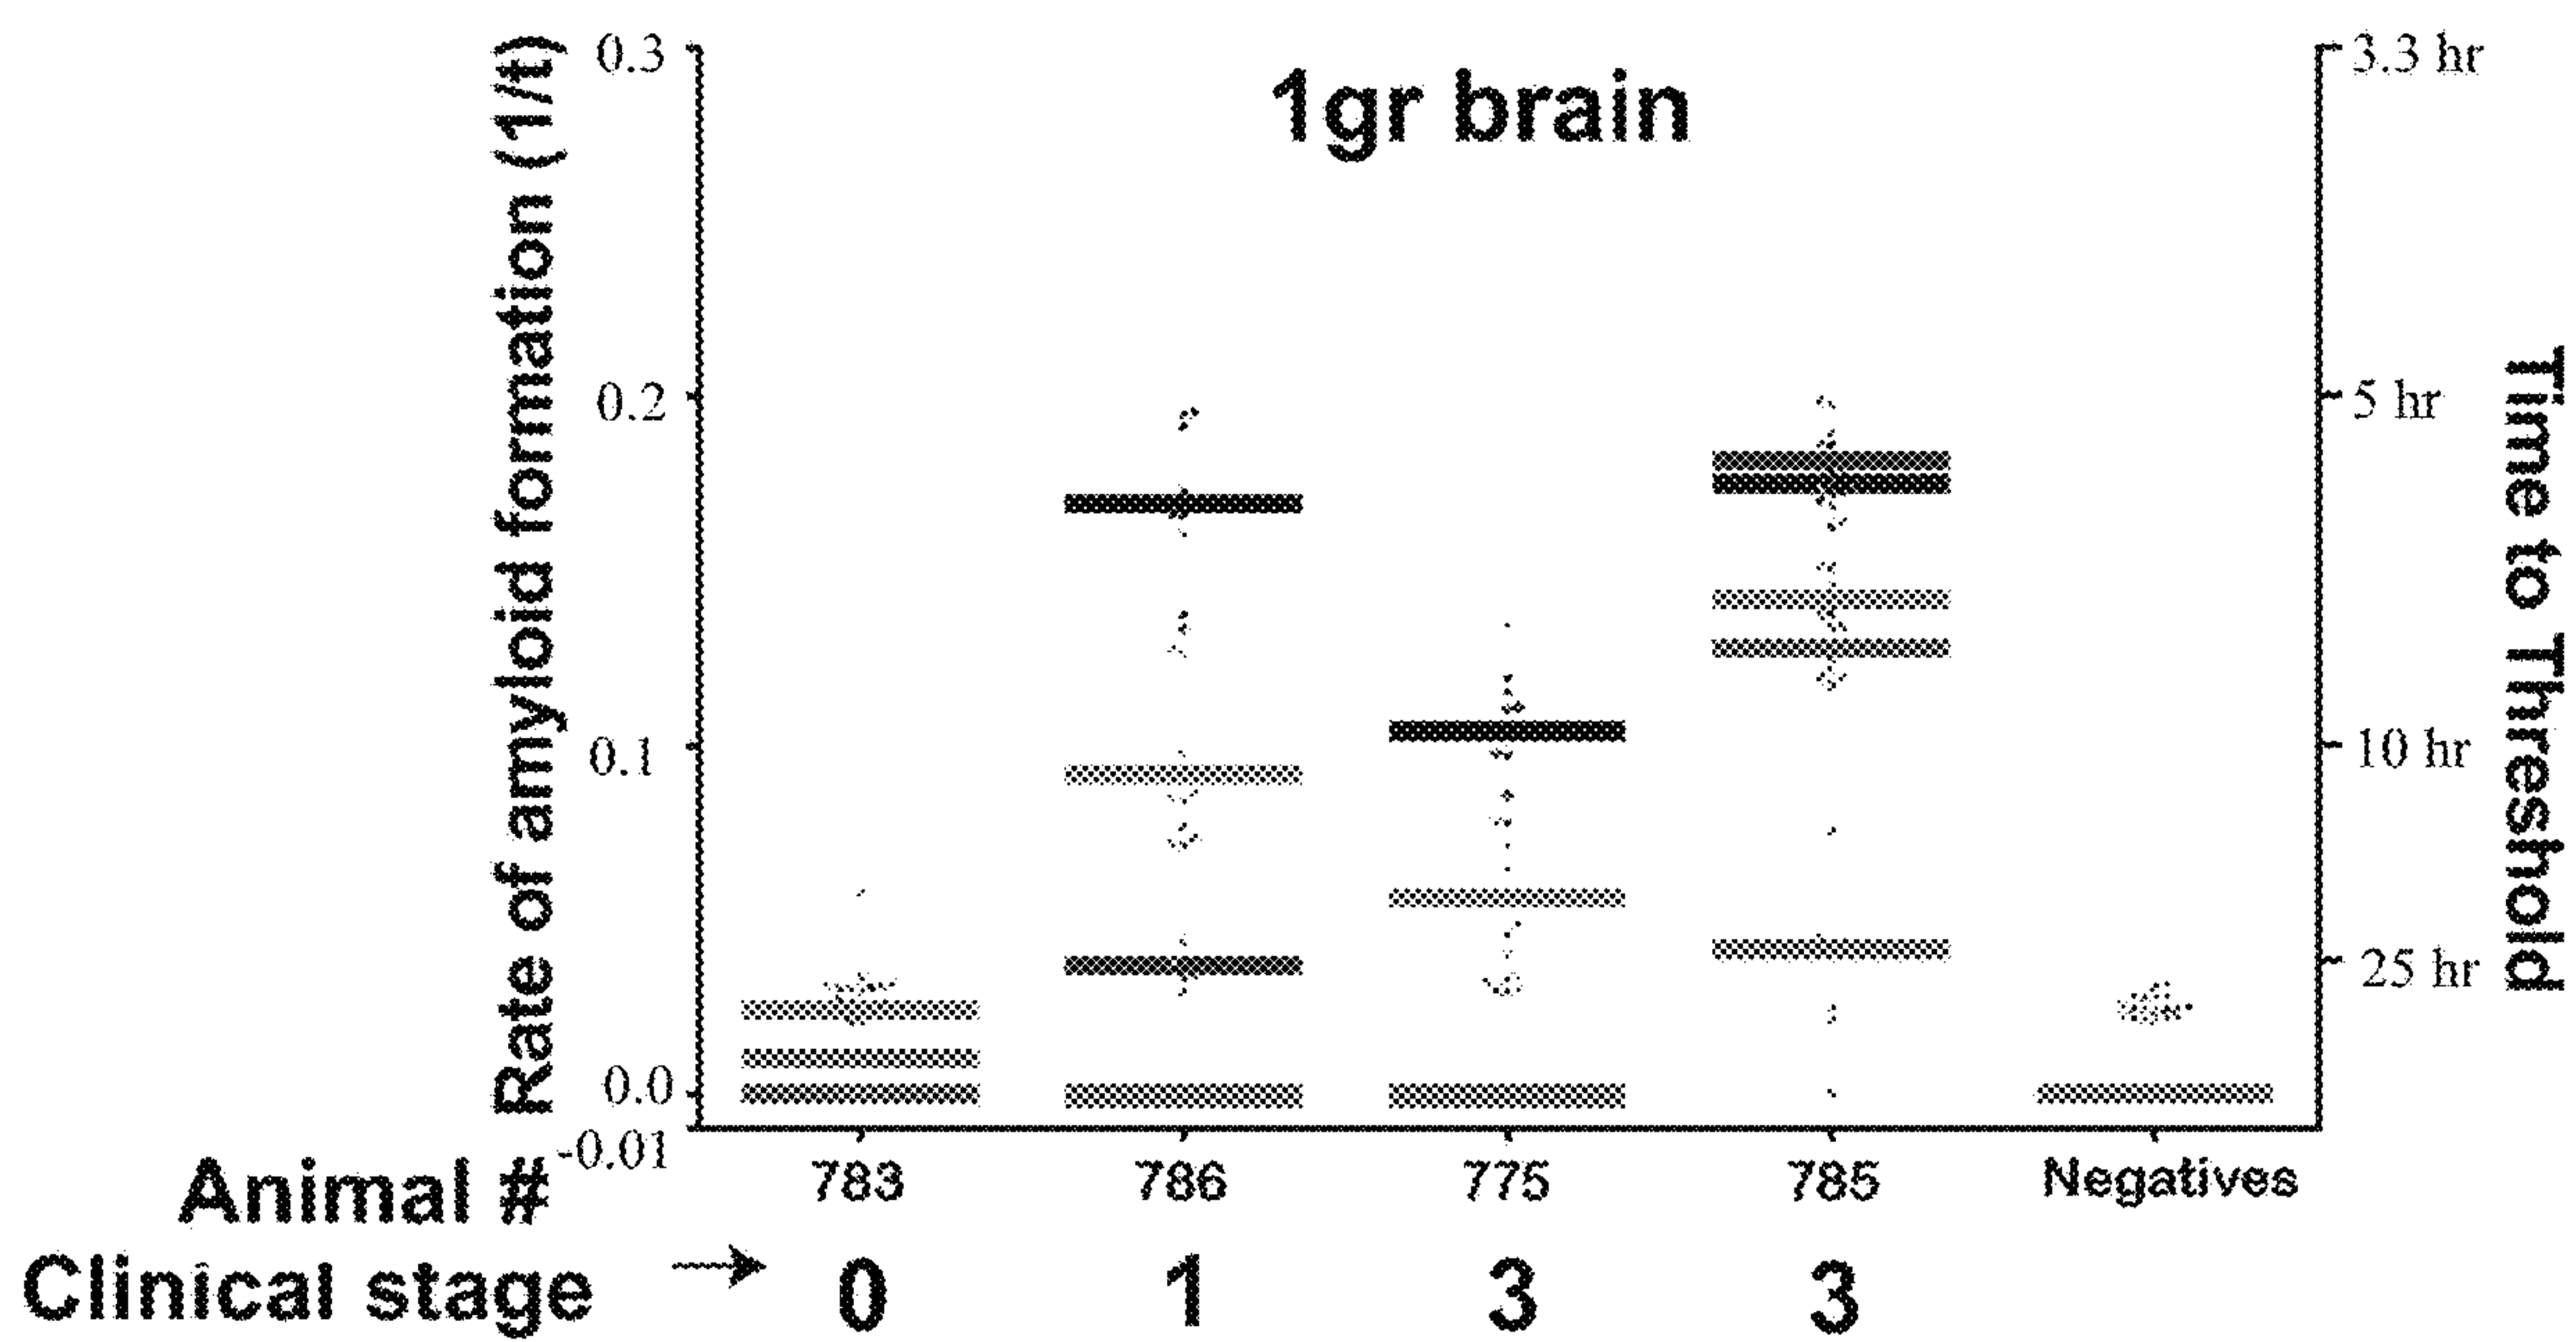 1gr brain
Rate of amyloid formation (1/t)
0.3
0.2
0.1
0.0
-0.01
3.3 hr
5 hr
10 hr
25 hr
Time to Threshold
Animal # 783 786 775 785 Negatives
Clinical stage → 0 1 3 3